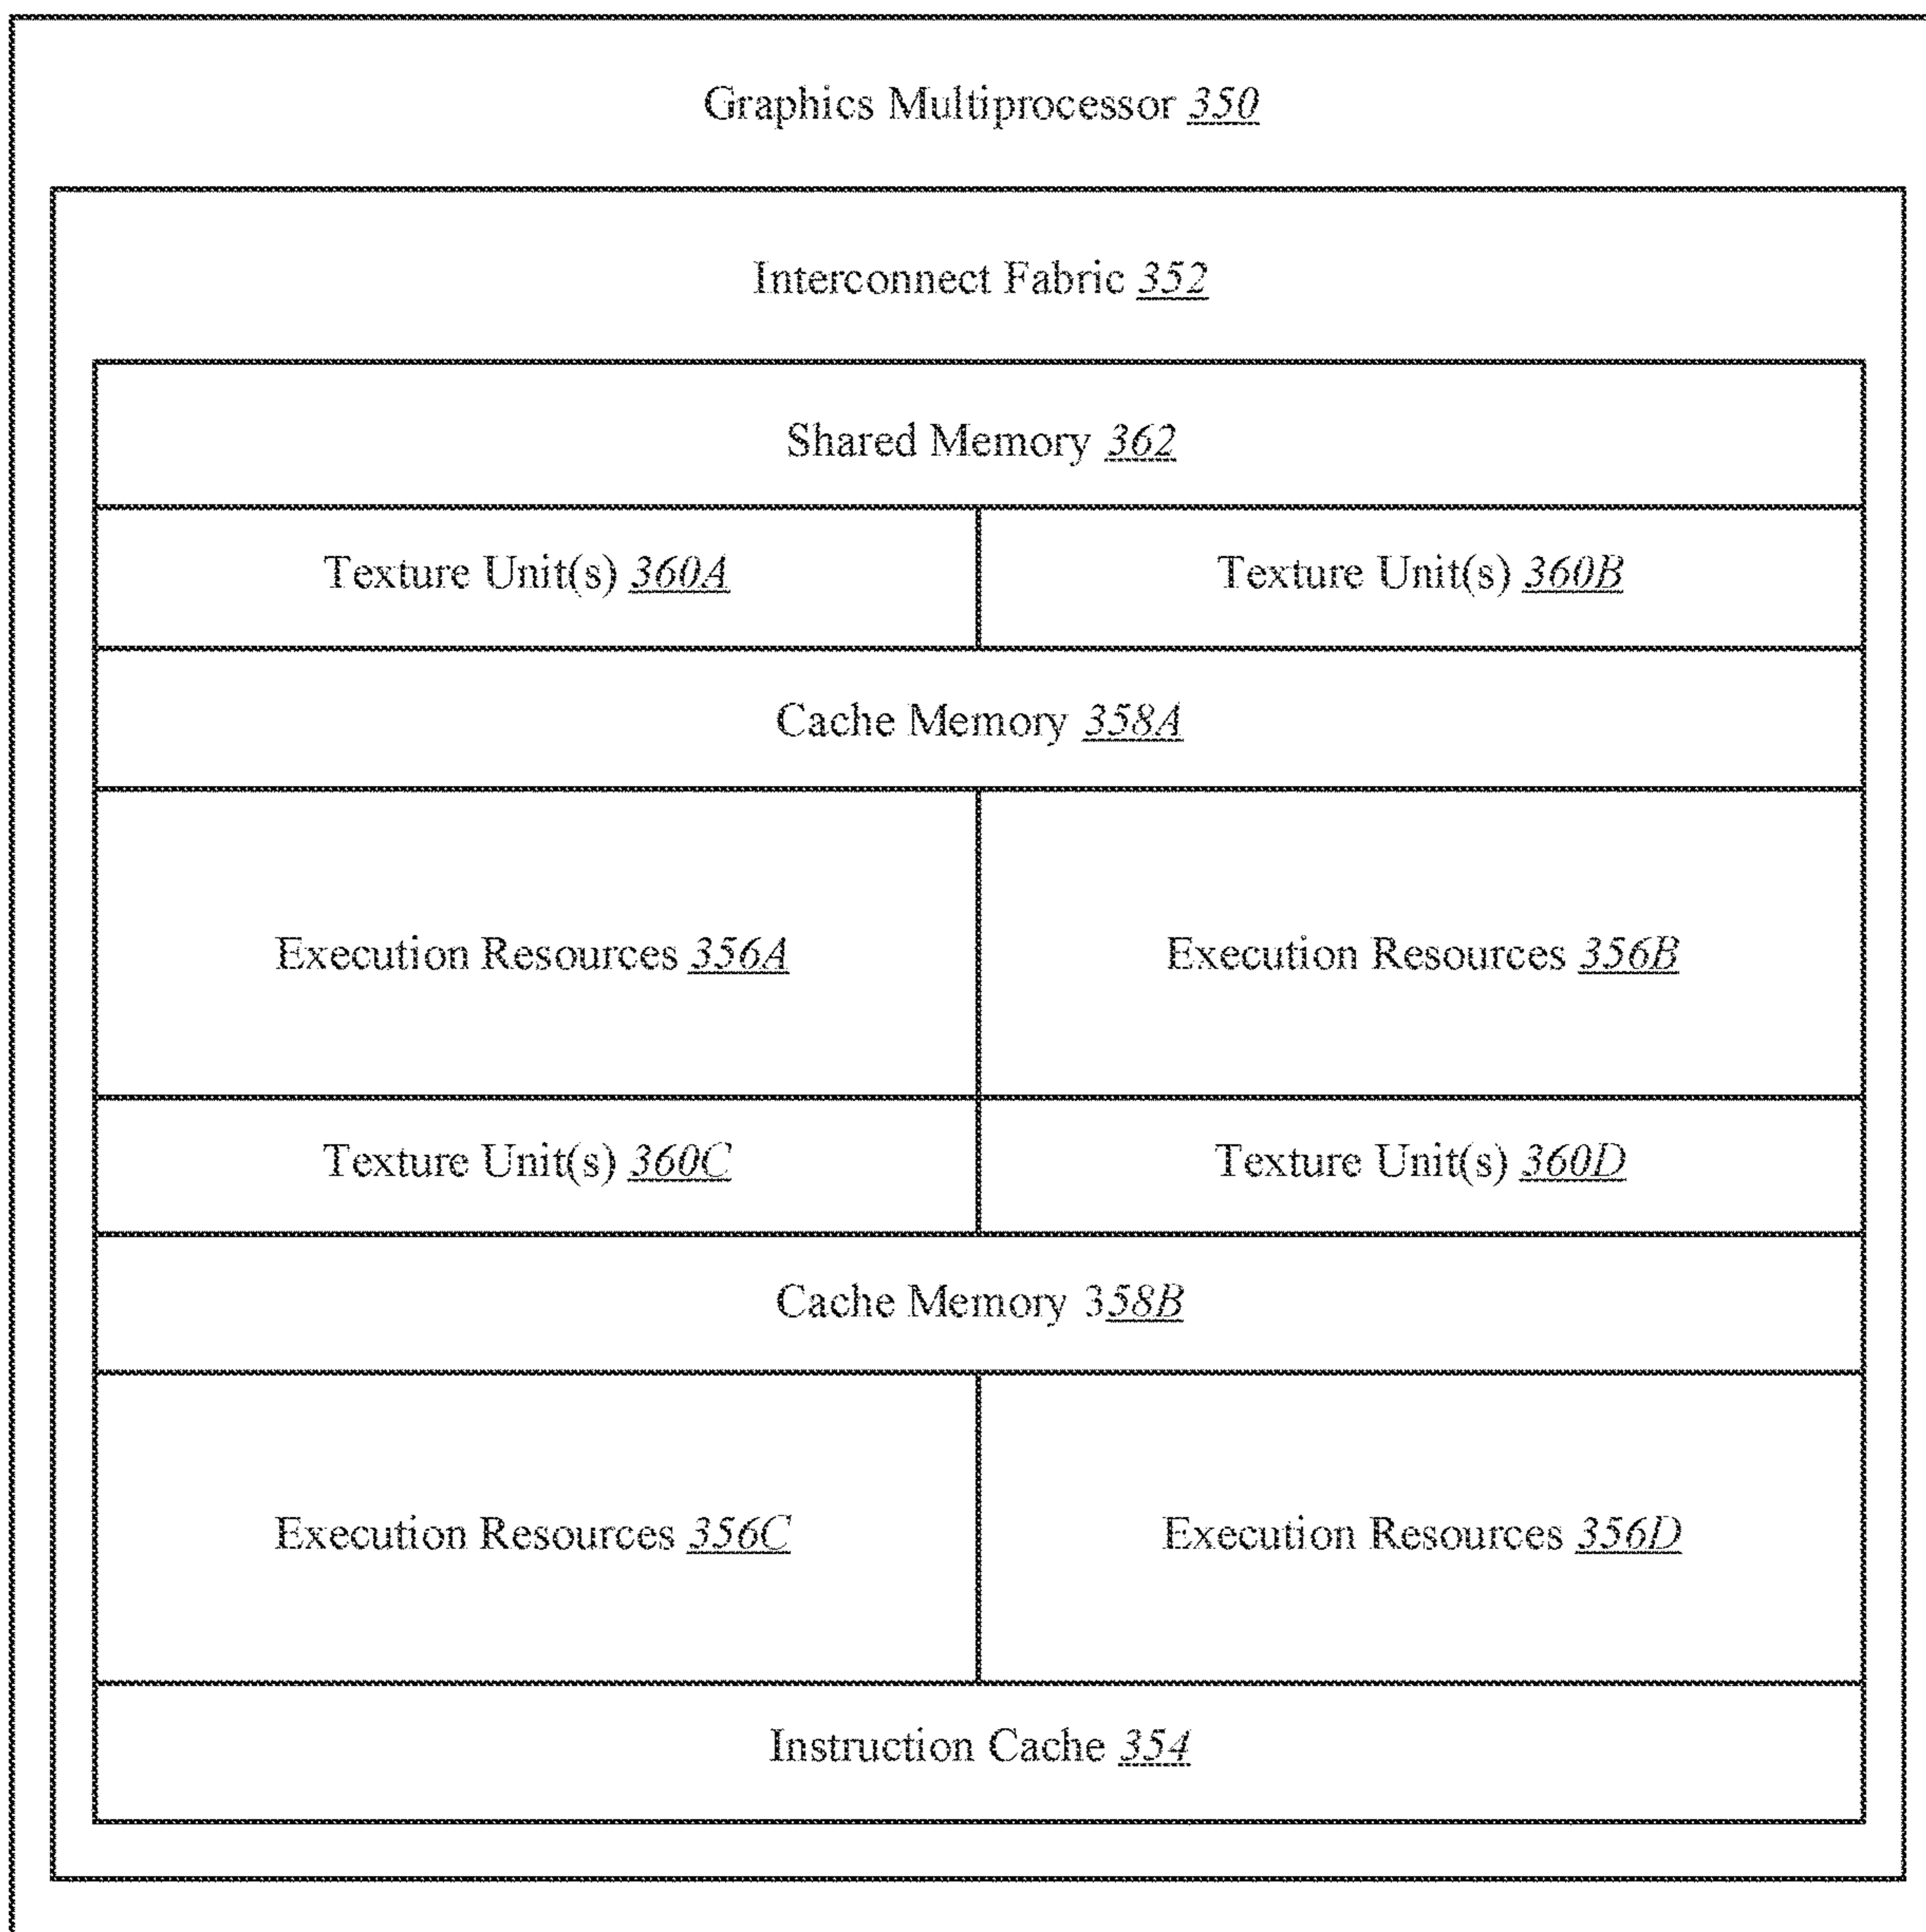 Graphics Multiprocessor 350
Interconnect Fabric 352
Shared Memory 362
Texture Unit(s) 360A
Texture Unit(s) 360B
Cache Memory 358A
Execution Resources 356A
Execution Resources 356B
Texture Unit(s) 360C
Texture Unit(s) 360D
Cache Memory 358B
Execution Resources 356C
Execution Resources 356D
Instruction Cache 354